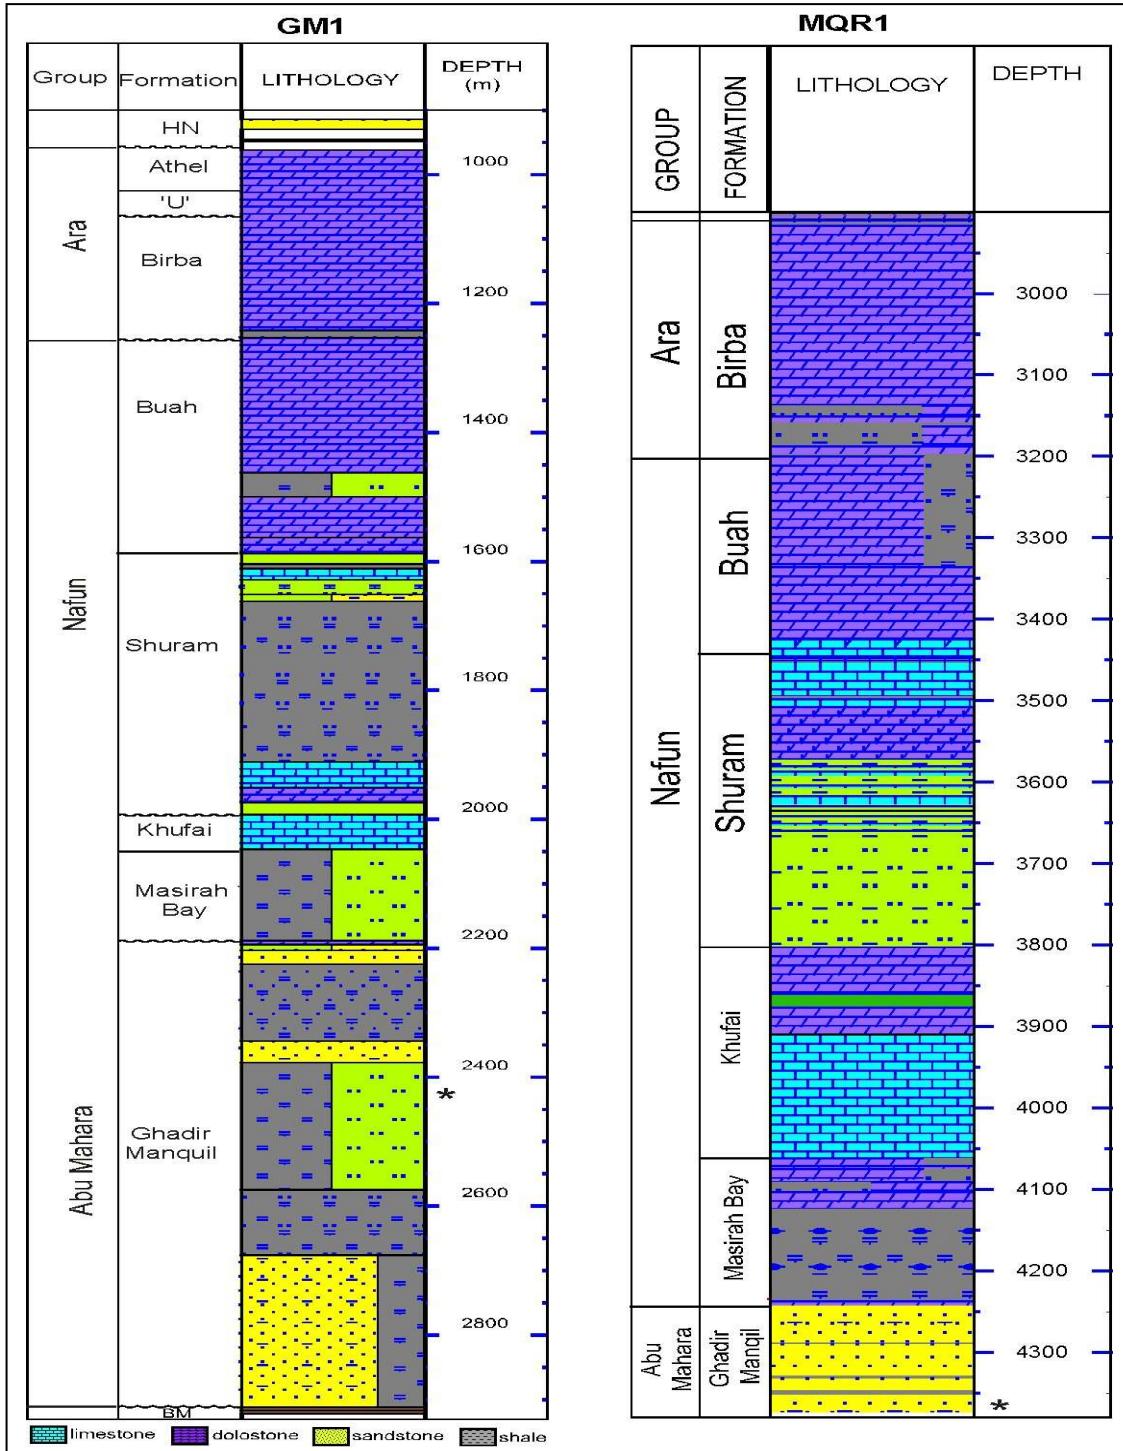 GM1
Group
Formation
LITHOLOGY
DEPTH
(m)
HN
Athel
'U'
Birba
Ara
Buah
Nafun
Shuram
Khufai
Masirah
Bay
Abu Mahara
Ghadir
Manquil
BM
1000
1200
1400
1600
1800
2000
2200
2400
*
2600
2800
MQR1
GROUP
FORMATION
LITHOLOGY
DEPTH
Ara
Birba
Nafun
Buah
Shuram
Khufai
Masirah Bay
Abu
Mahara
Ghadir
Manqil
3000
3100
3200
3300
3400
3500
3600
3700
3800
3900
4000
4100
4200
4300
*
limestone
dolostone
sandstone
shale